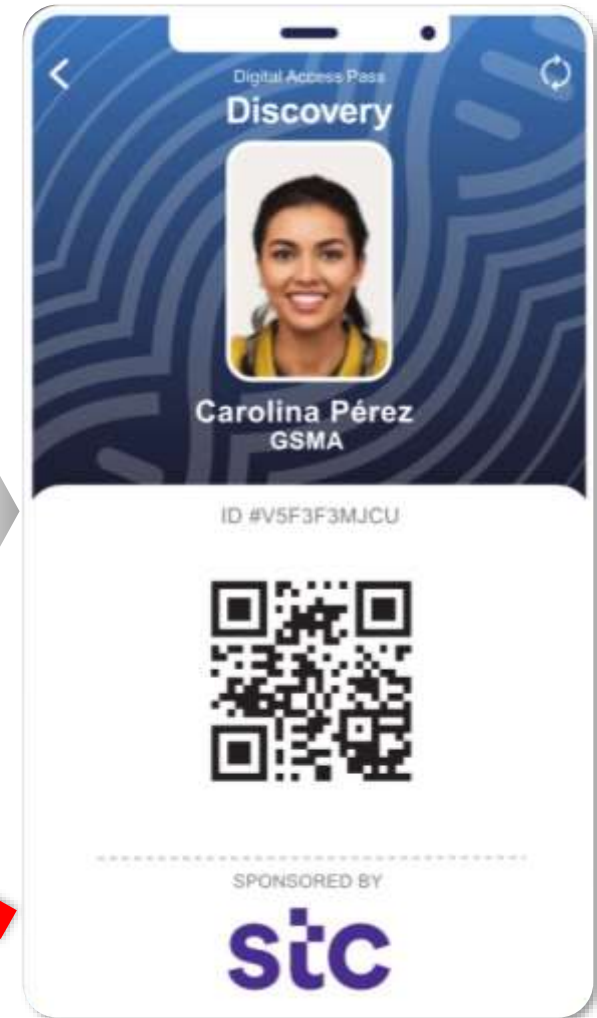 Digital Access Pass
Discovery
Carolina Pérez
GSMA
ID #V5F3F3MJCU
SPONSORED BY
stc